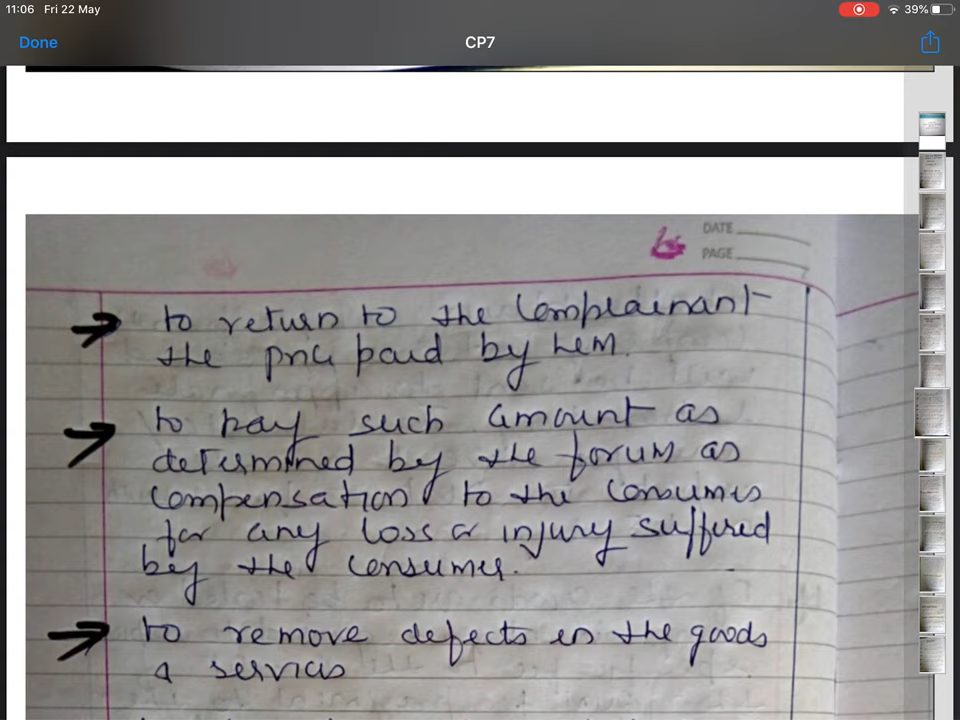 11:06 Fri 22 May
39%
Done
CP7
6
DATE
PAGE
→ to return to the complainant
the price paid by him.
→ to pay such amount as
determined by the forum as
compensation to the consumer
for any loss or injury suffered
by the consumer.
→ to remove defects in the goods
or services